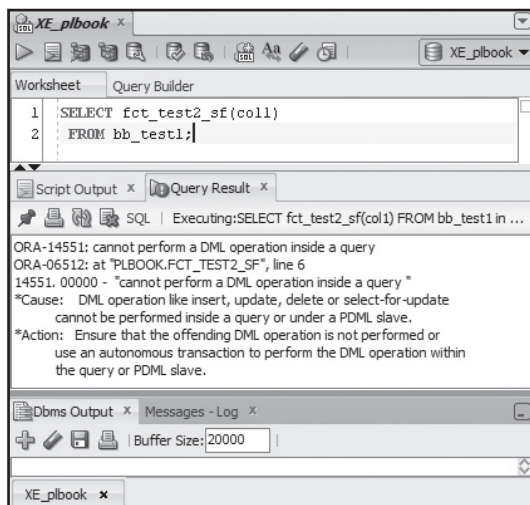 XE_plbook x
SQL
Aa
XE_plbook
Worksheet Query Builder
1 SELECT fct_test2_sf(col1)
2 FROM bb_test1;
Script Output x Query Result x
SQL | Executing:SELECT fct_test2_sf(col1) FROM bb_test1 in ...
ORA-14551: cannot perform a DML operation inside a query
ORA-06512: at "PLBOOK.FCT_TEST2_SF", line 6
14551. 00000 - "cannot perform a DML operation inside a query "
*Cause: DML operation like insert, update, delete or select-for-update
cannot be performed inside a query or under a PDML slave.
*Action: Ensure that the offending DML operation is not performed or
use an autonomous transaction to perform the DML operation within
the query or PDML slave.
Dbms Output x Messages - Log x
Buffer Size: 20000
XE_plbook x